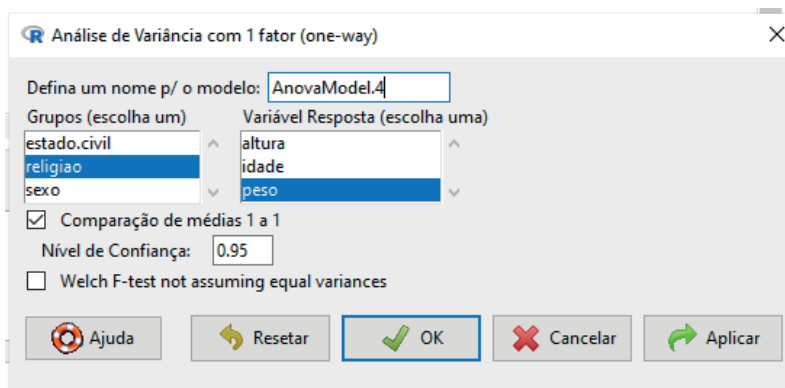 Análise de Variância com 1 fator (one-way)
Defina um nome p/ o modelo: AnovaModel.4
Grupos (escolha um) Variável Resposta (escolha uma)
estado.civil altura
religiao idade
sexo peso
Comparação de médias 1 a 1
Nível de Confiança: 0.95
Welch F-test not assuming equal variances
Ajuda Resetar OK Cancelar Aplicar